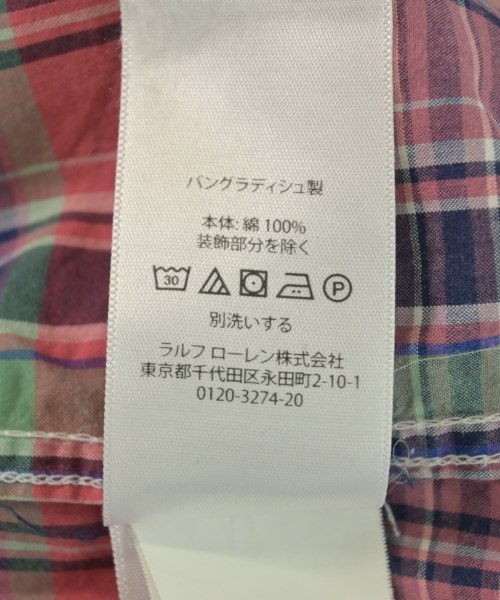 バングラディシュ製
本体: 綿 100%
装飾部分を除く
30 P
別洗いする
ラルフ ローレン株式会社
東京都千代田区永田町2-10-1
0120-3274-20